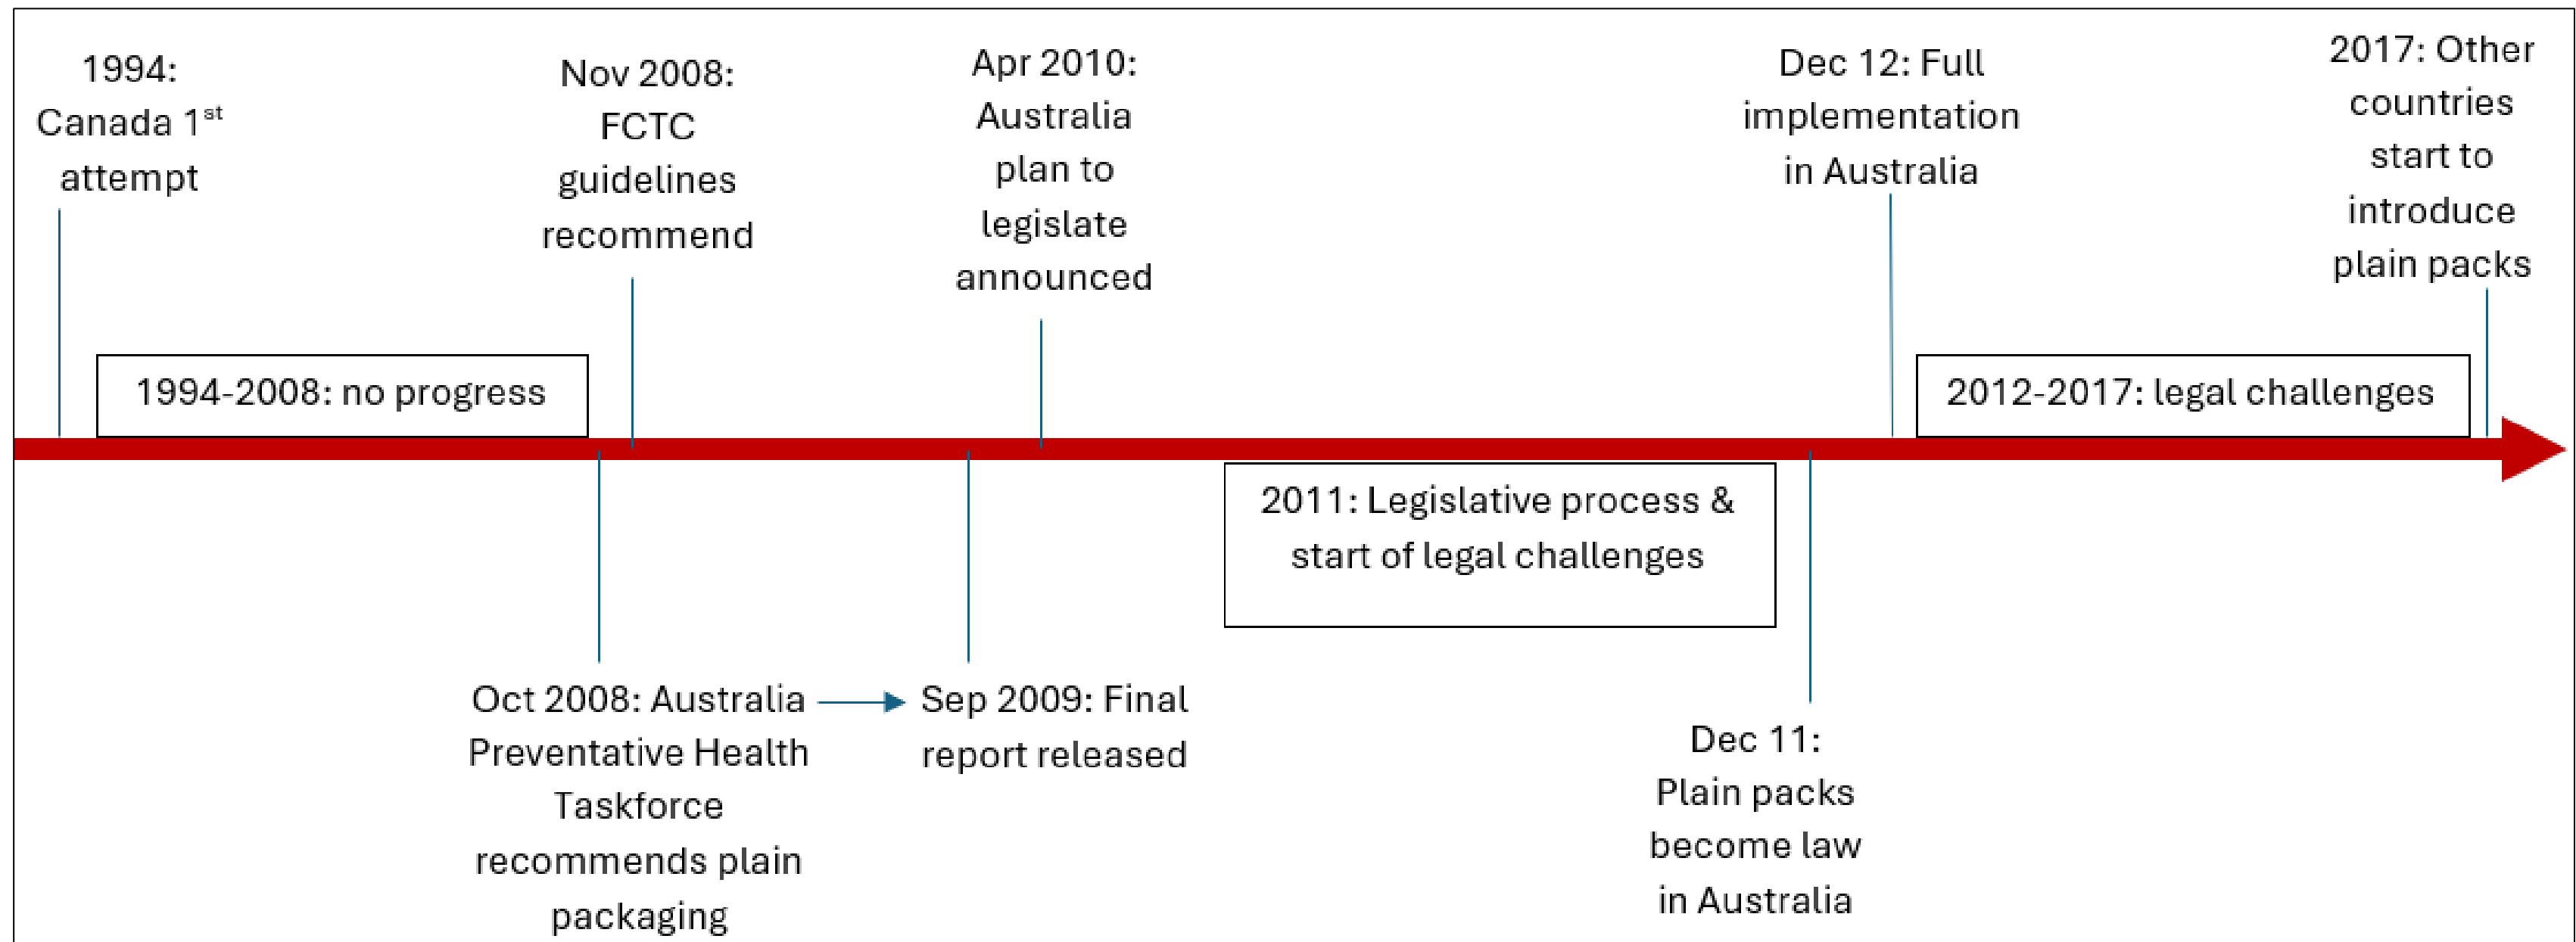 1994:
Canada 1st
attempt
Nov 2008:
FCTC
guidelines
recommend
Apr 2010:
Australia
plan to
legislate
announced
Dec 12: Full
implementation
in Australia
2017: Other
countries
start to
introduce
plain packs
1994-2008: no progress
2012-2017: legal challenges
2011: Legislative process &
start of legal challenges
Oct 2008: Australia
Preventative Health
Taskforce
recommends plain
packaging
Sep 2009: Final
report released
Dec 11:
Plain packs
become law
in Australia